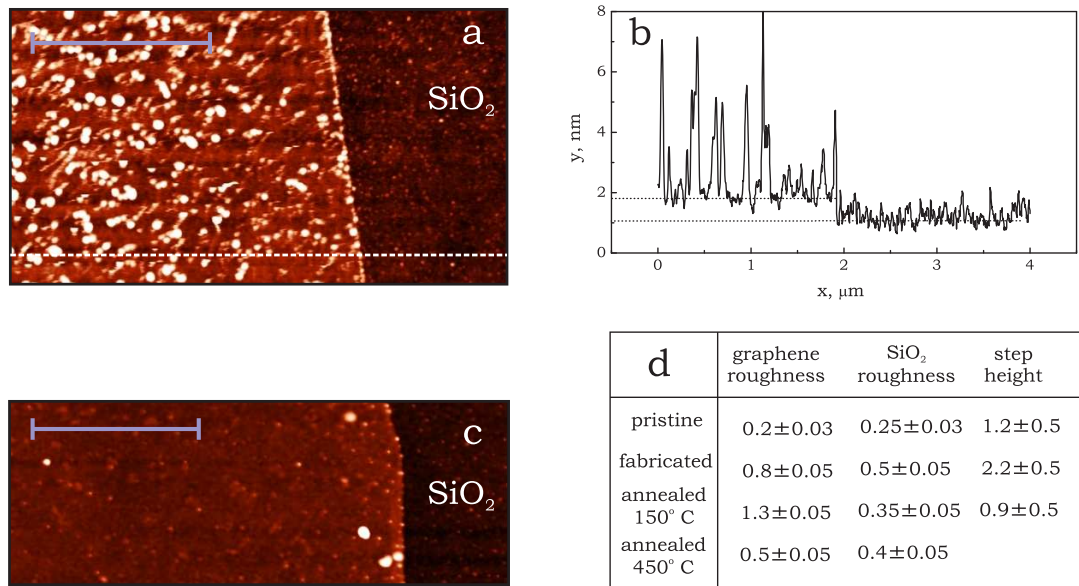 a
SiO₂
b
8
6
4
2
0
y, nm
0 1 2 3 4
x, μm
c
SiO₂
d graphene roughness SiO₂ roughness step height
pristine 0.2±0.03 0.25±0.03 1.2±0.5
fabricated 0.8±0.05 0.5±0.05 2.2±0.5
annealed 150° C 1.3±0.05 0.35±0.05 0.9±0.5
annealed 450° C 0.5±0.05 0.4±0.05